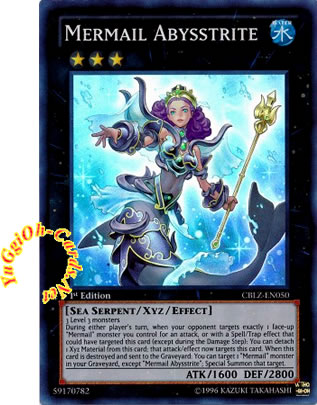 MERMAIL ABYSSTRITE
WATER
水
YuGgiOh-Cards.Net
1st Edition
CBLZ-EN050
[SEA SERPENT/XYZ/EFFECT]
3 Level 3 monsters
During either player's turn, when your opponent targets exactly 1 face-up
"Mermail" monster you control for an attack, or with a Spell/Trap effect that
could have targeted this card (except during the Damage Step): You can detach
1 Xyz Material from this card; that attack/effect now targets this card. When this
card is destroyed and sent to the Graveyard: You can target 1 "Mermail" monster
in your Graveyard, except "Mermail Abysstrite"; Special Summon that target.
ATK/1600 DEF/2800
59170782
©1996 KAZUKI TAKAHASHI